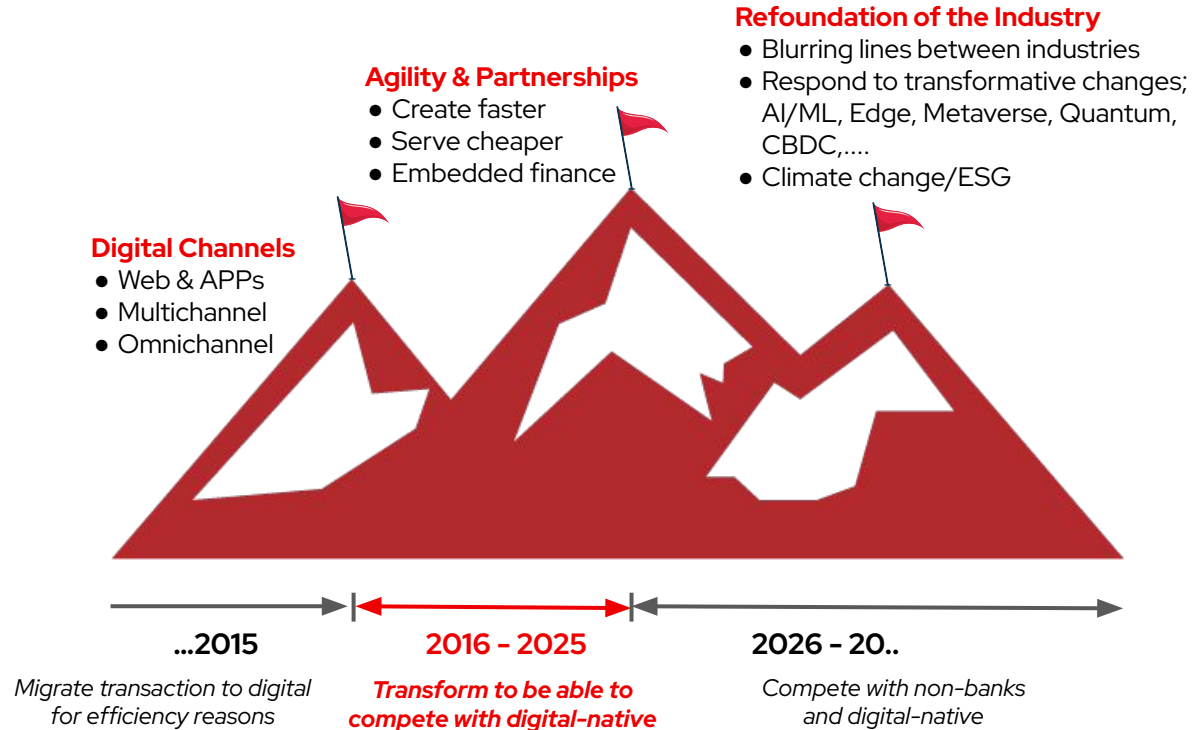 Refoundation of the Industry
● Blurring lines between industries
● Respond to transformative changes;
AI/ML, Edge, Metaverse, Quantum,
CBDC,....
● Climate change/ESG
Agility & Partnerships
● Create faster
● Serve cheaper
● Embedded finance
Digital Channels
● Web & APPs
● Multichannel
● Omnichannel
...2015
Migrate transaction to digital
for efficiency reasons
2016 - 2025
Transform to be able to
compete with digital-native
2026 - 20..
Compete with non-banks
and digital-native